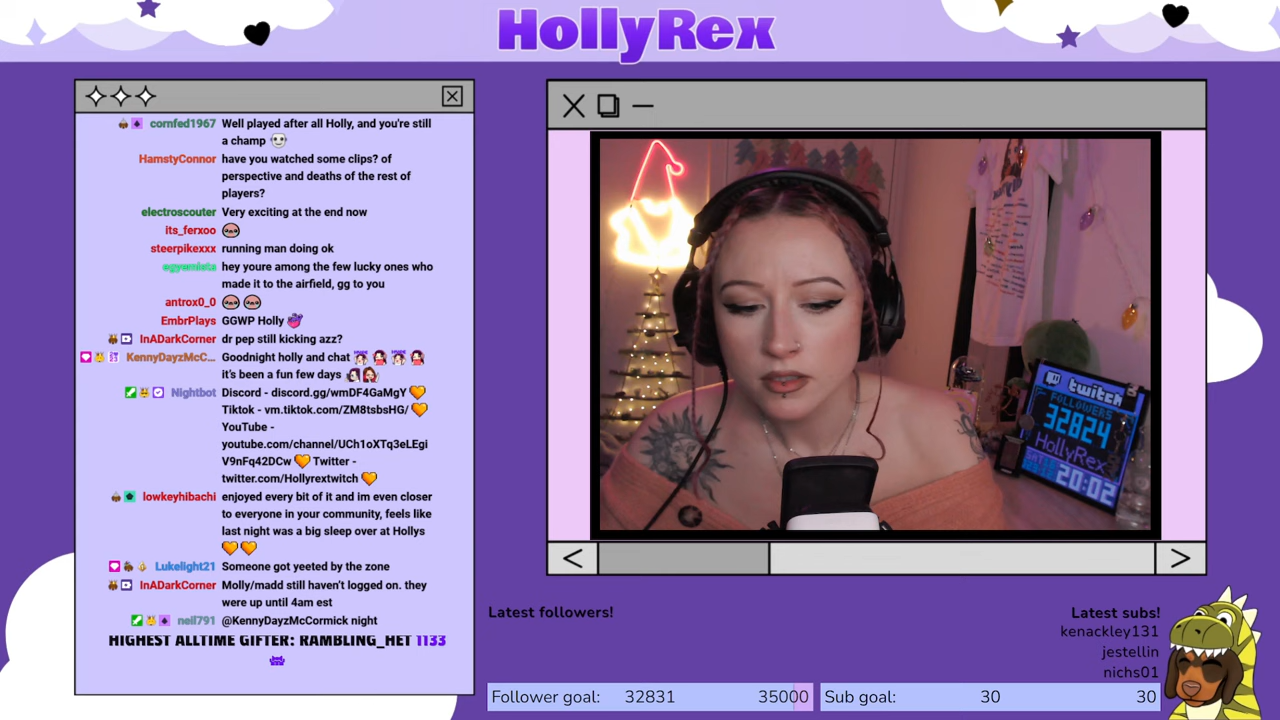 HollyRex
cornfed1967 Well played after all Holly, and you're still
a champ
HamstyConnor have you watched some clips? of
perspective and deaths of the rest of
players?
electroscouter Very exciting at the end now
its_ferxoo
steerpikexxx running man doing ok
egyemista hey youre among the few lucky ones who
made it to the airfield, gg to you
antrox0_0
EmbrPlays GGWP Holly
InADarkCorner dr pep still kicking azz?
KennyDayzMcC... Goodnight holly and chat
it's been a fun few days
Nightbot Discord - discord.gg/wmDF4GaMgY
Tiktok - vm.tiktok.com/ZM8tsbsHG/
YouTube -
youtube.com/channel/UCh1oXTq3eLEgi
V9nFq42DCw Twitter -
twitter.com/Hollyrextwitch
lowkeyhibachi enjoyed every bit of it and im even closer
to everyone in your community, feels like
last night was a big sleep over at Hollys
Lukelight21 Someone got yeeted by the zone
InADarkCorner Molly/madd still haven't logged on. they
were up until 4am est
neil791 @KennyDayzMcCormick night
HIGHEST ALLTIME GIFTER: RAMBLING_HET 1133
twitch
FOLLOWERS
32824
HollyRex
20:02
Latest followers!
Latest subs!
kenackley131
jestellin
nichs01
Follower goal: 32831 35000
Sub goal: 30 30